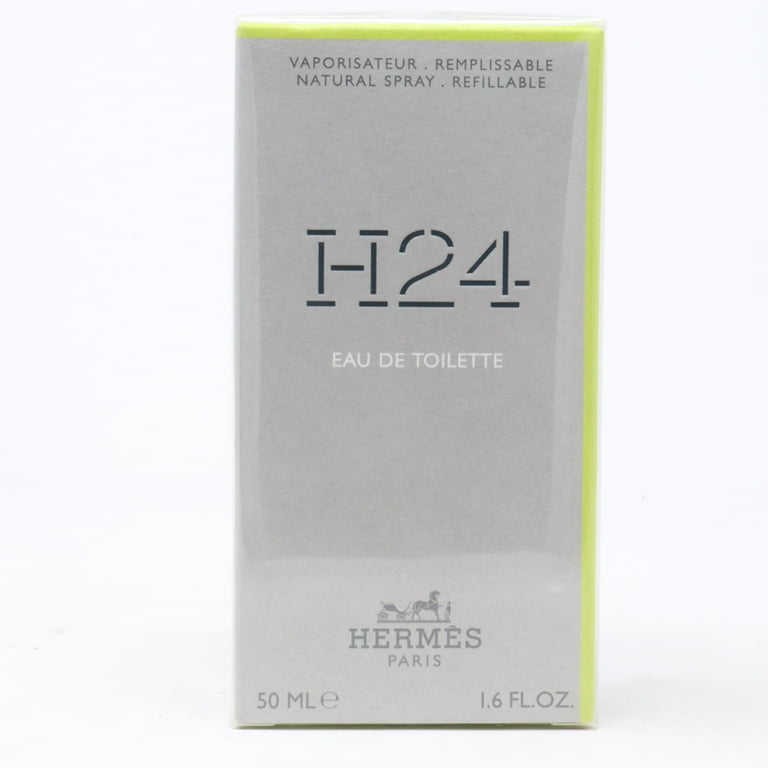 VAPORISATEUR . REMPLISSABLE
NATURAL SPRAY . REFILLABLE
H24
EAU DE TOILETTE
HERMÈS
PARIS
50 ML ℮ 1.6 FL.OZ.